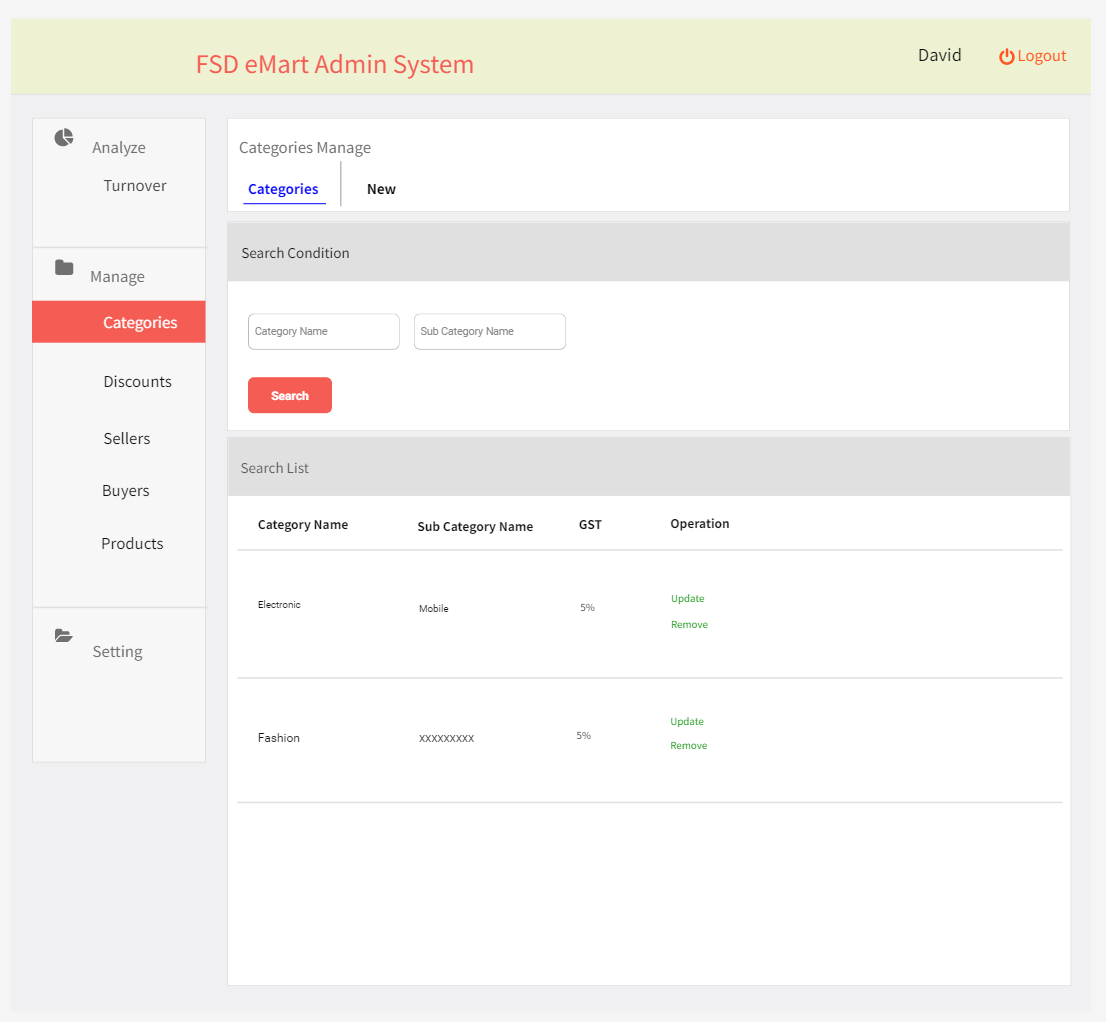 FSD eMart Admin System
David
Logout
Analyze
Turnover
Manage
Categories
Discounts
Sellers
Buyers
Products
Setting
Categories Manage
Categories
New
Search Condition
Category Name
Sub Category Name
Search
Search List
Category Name
Sub Category Name
GST
Operation
Electronic
Mobile
5%
Update
Remove
Fashion
xxxxxxxxx
5%
Update
Remove